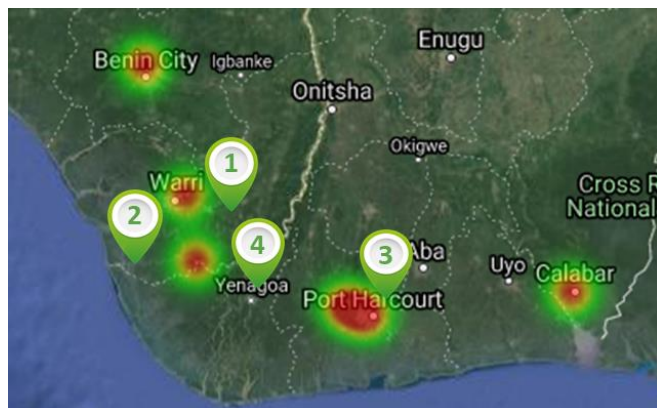 Enugu
Benin City
Igbanke
Onitsha
Okigwe
1
Warri
Cross R
National
2
4
3
Aba
Uyo
Calabar
Yenagoa
Port Harcourt